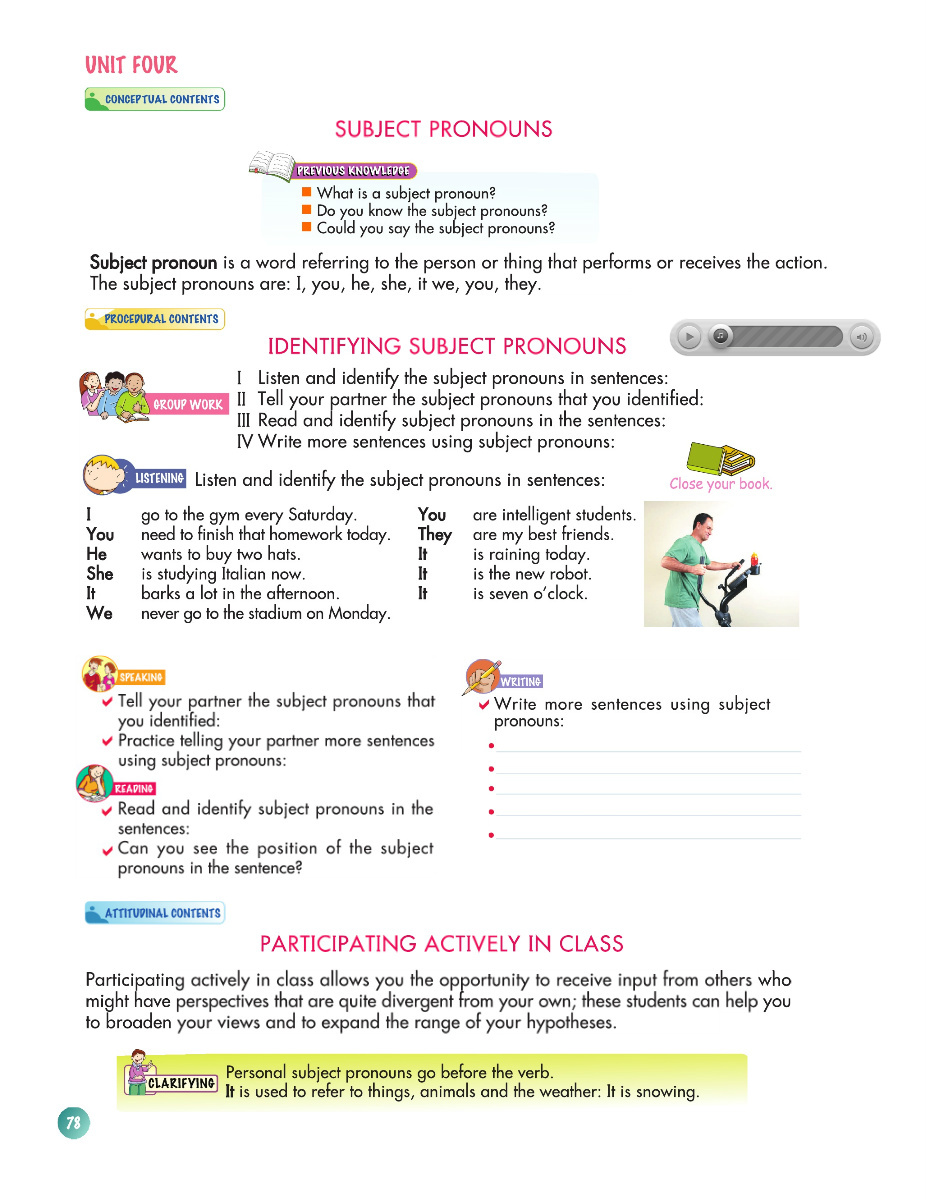 UNIT FOUR
CONCEPTUAL CONTENTS
SUBJECT PRONOUNS
PREVIOUS KNOWLEDGE
What is a subject pronoun?
Do you know the subject pronouns?
Could you say the subject pronouns?
Subject pronoun is a word referring to the person or thing that performs or receives the action.
The subject pronouns are: I, you, he, she, it we, you, they.
PROCEDURAL CONTENTS
IDENTIFYING SUBJECT PRONOUNS
GROUP WORK
I Listen and identify the subject pronouns in sentences:
II Tell your partner the subject pronouns that you identified:
III Read and identify subject pronouns in the sentences:
IV Write more sentences using subject pronouns:
LISTENING Listen and identify the subject pronouns in sentences:
Close your book.
I go to the gym every Saturday.
You need to finish that homework today.
He wants to buy two hats.
She is studying Italian now.
It barks a lot in the afternoon.
We never go to the stadium on Monday.
You are intelligent students.
They are my best friends.
It is raining today.
It is the new robot.
It is seven o'clock.
SPEAKING
Tell your partner the subject pronouns that
you identified:
Practice telling your partner more sentences
using subject pronouns:
READING
Read and identify subject pronouns in the
sentences:
Can you see the position of the subject
pronouns in the sentence?
WRITING
Write more sentences using subject
pronouns:
ATTITUDINAL CONTENTS
PARTICIPATING ACTIVELY IN CLASS
Participating actively in class allows you the opportunity to receive input from others who
might have perspectives that are quite divergent from your own; these students can help you
to broaden your views and to expand the range of your hypotheses.
CLARIFYING
Personal subject pronouns go before the verb.
It is used to refer to things, animals and the weather: It is snowing.
78